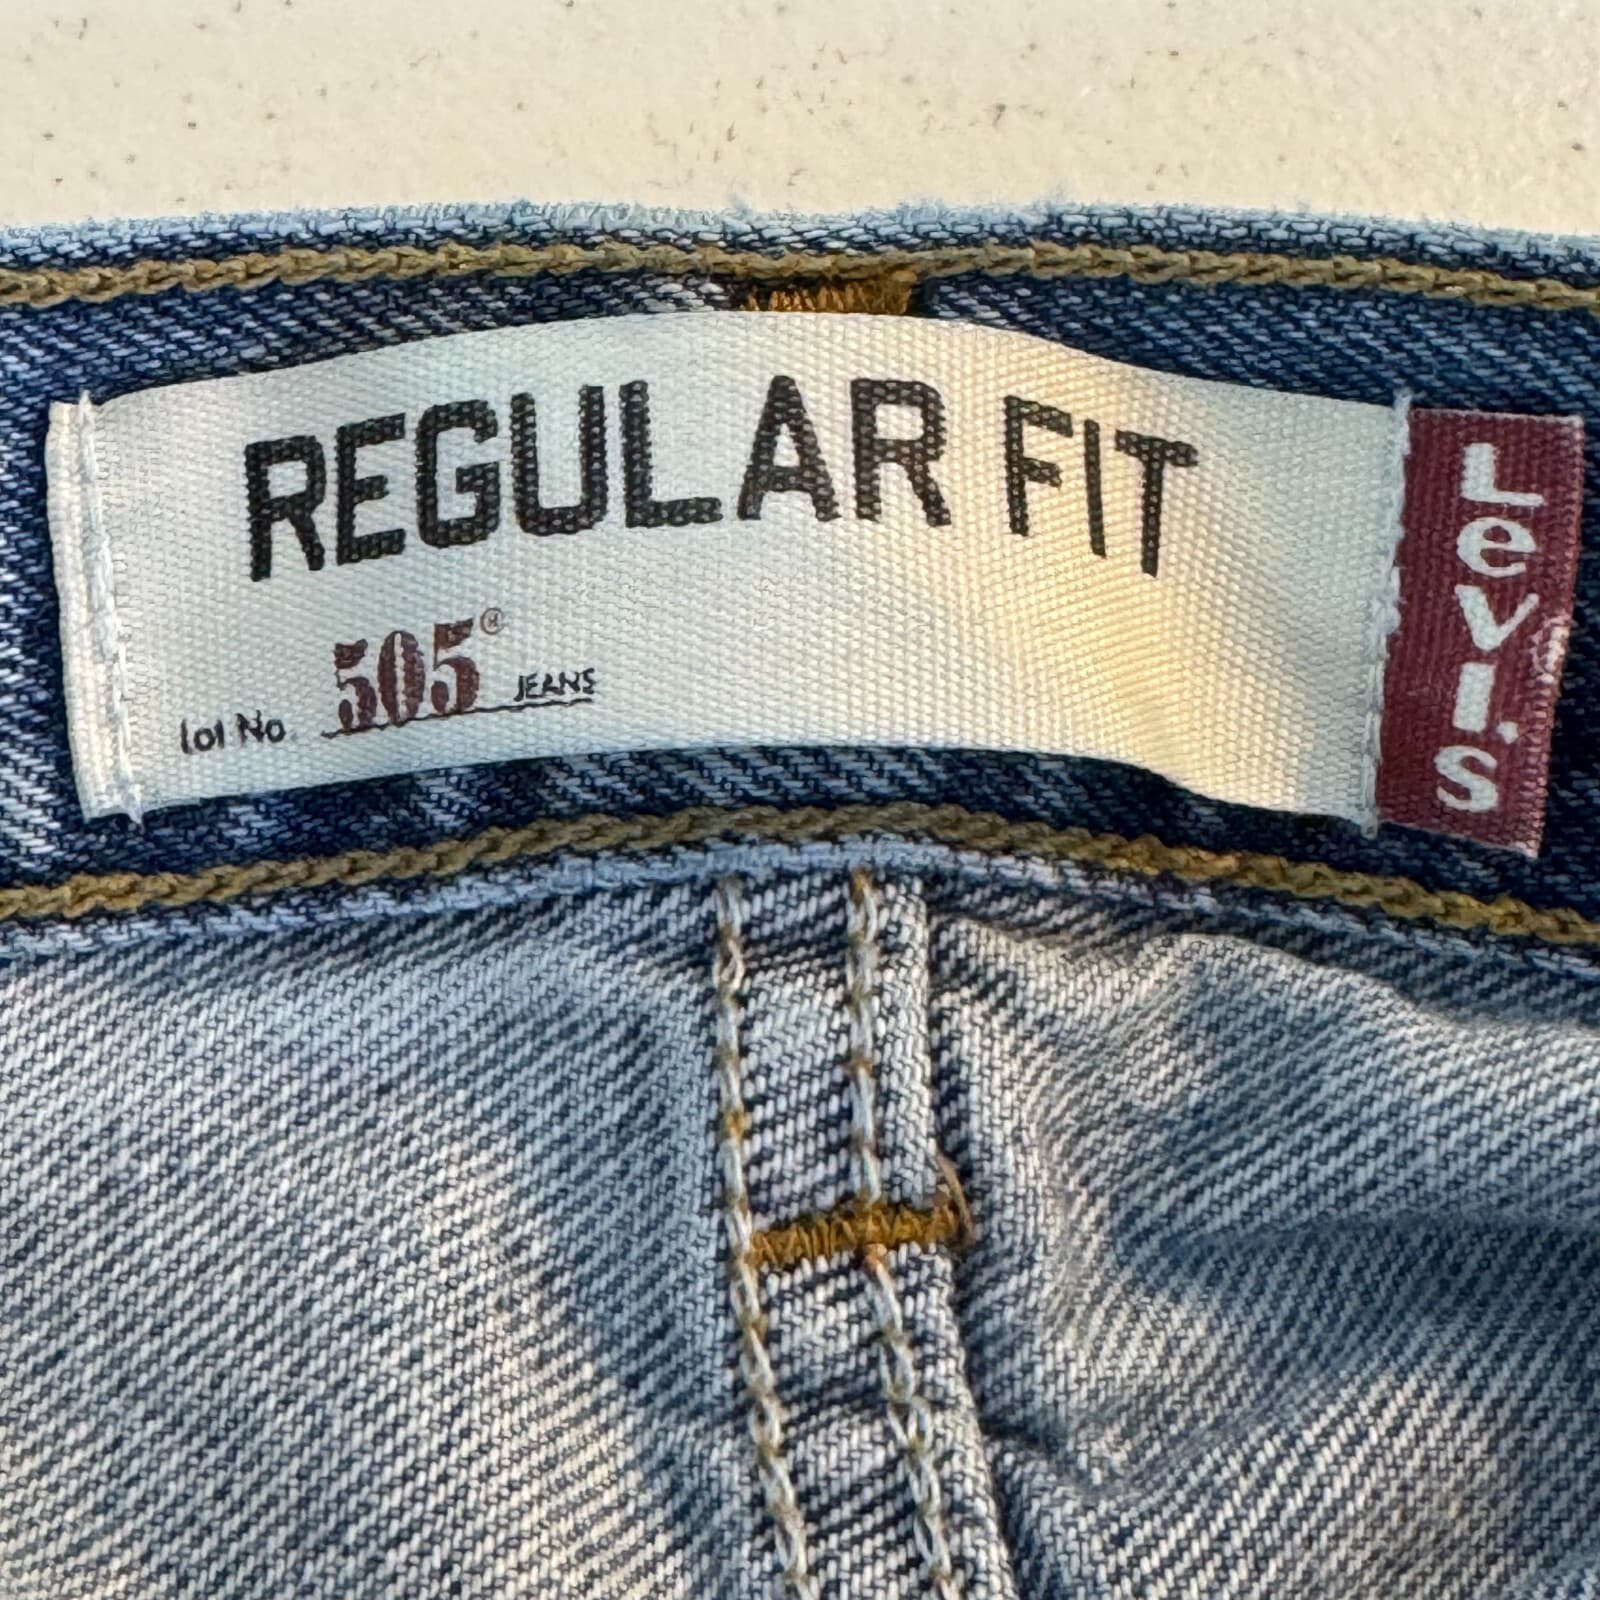 REGULAR FIT
Lot No. 505® JEANS
Levi's